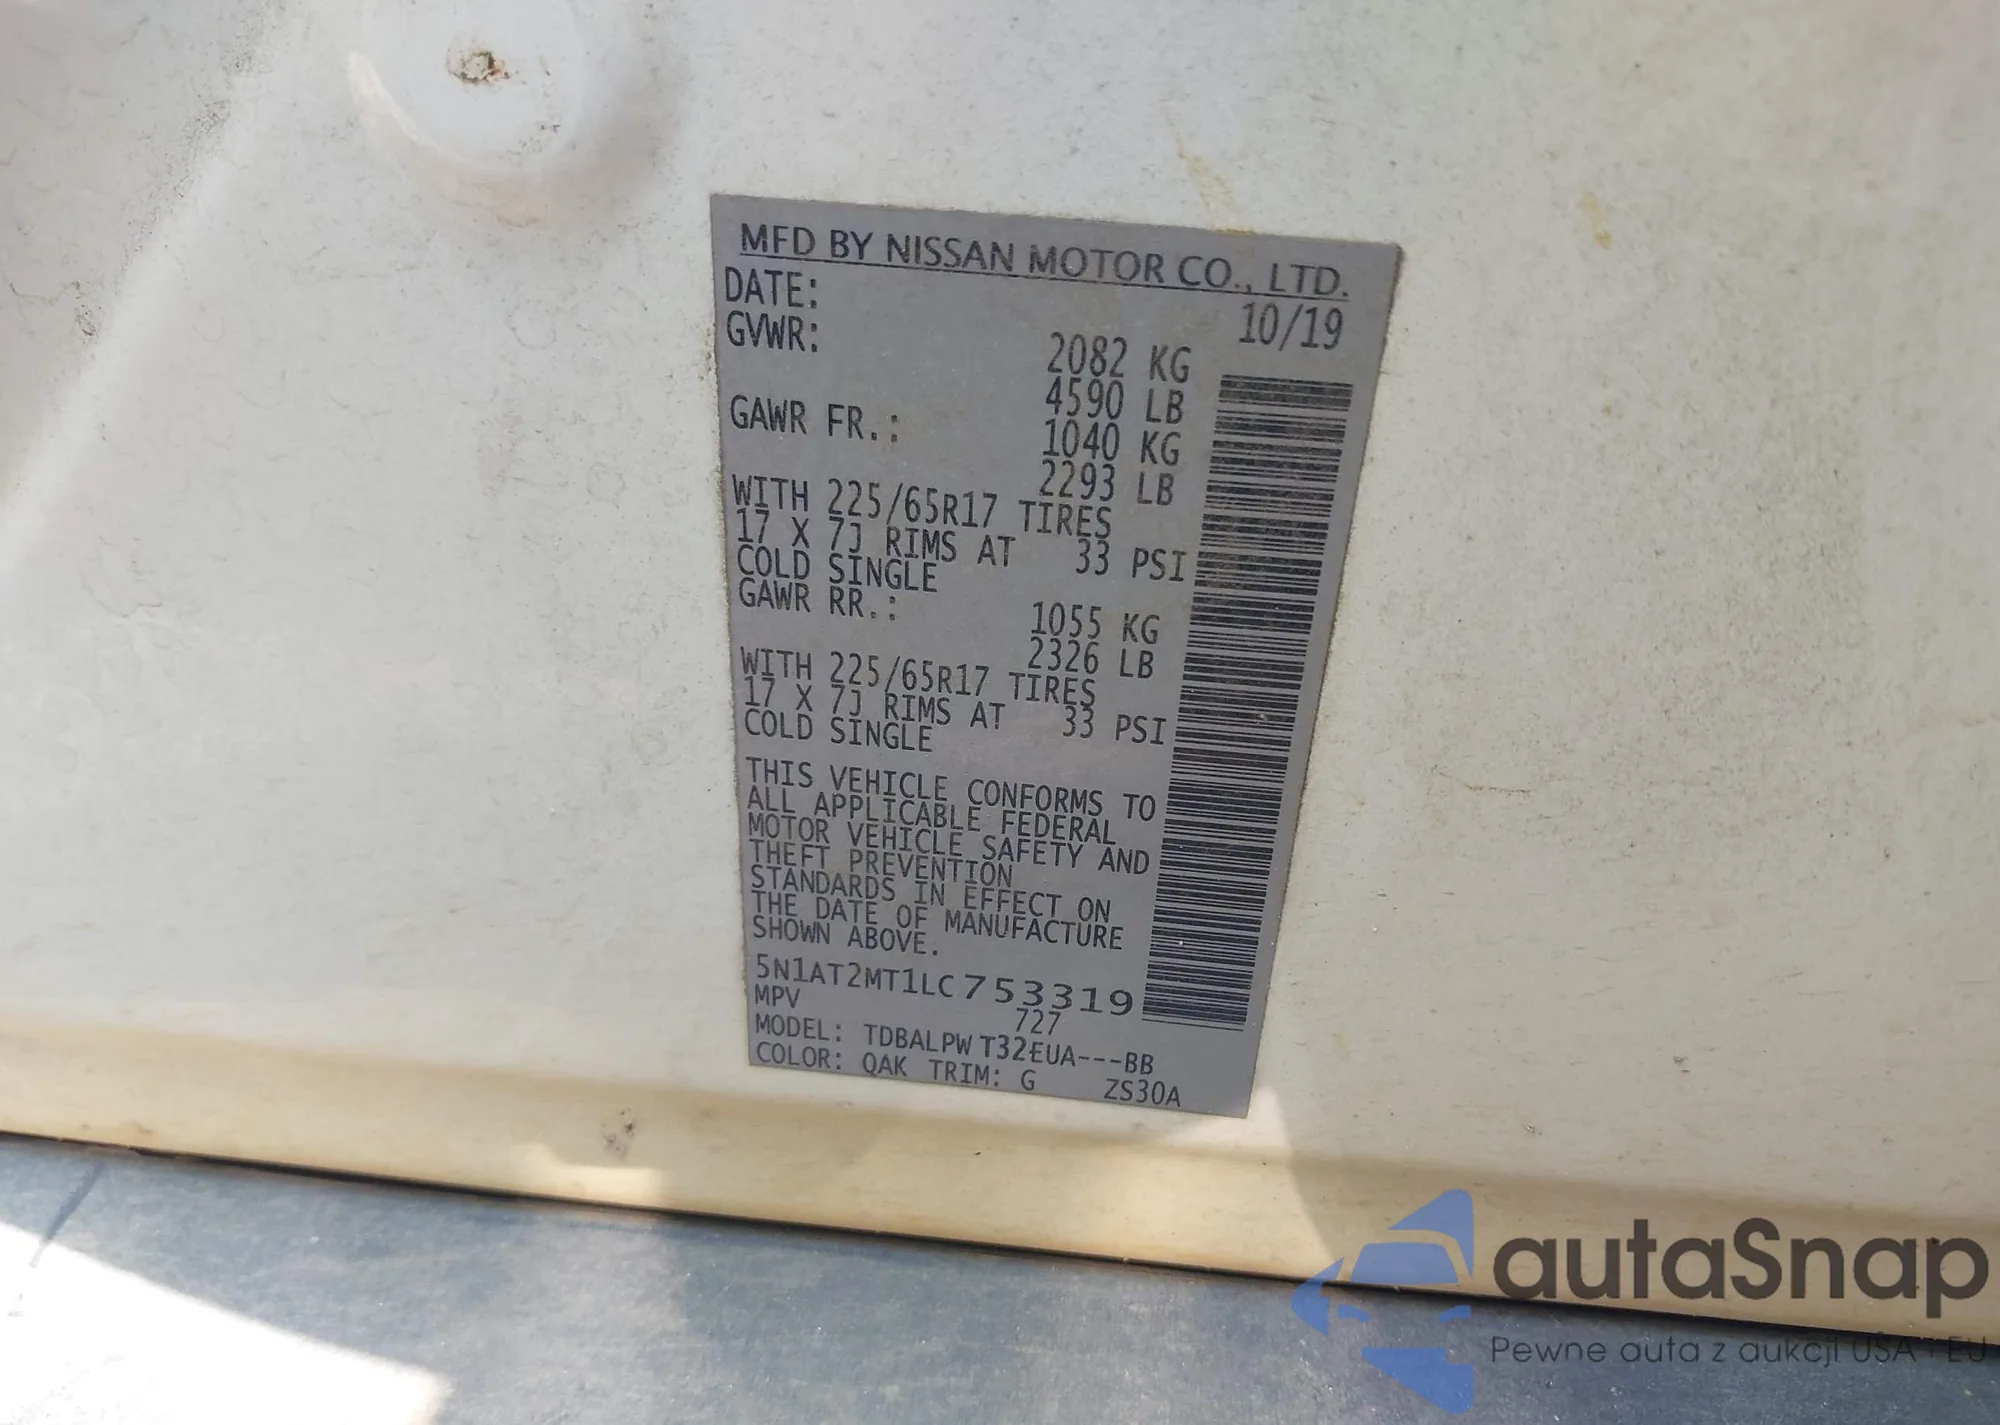 MFD BY NISSAN MOTOR CO., LTD.
DATE: 10/19
GVWR: 2082 KG
4590 LB
GAWR FR.: 1040 KG
2293 LB
WITH 225/65R17 TIRES
17 X 7J RIMS AT 33 PSI
COLD SINGLE
GAWR RR.: 1055 KG
2326 LB
WITH 225/65R17 TIRES
17 X 7J RIMS AT 33 PSI
COLD SINGLE
THIS VEHICLE CONFORMS TO
ALL APPLICABLE FEDERAL
MOTOR VEHICLE SAFETY AND
THEFT PREVENTION
STANDARDS IN EFFECT ON
THE DATE OF MANUFACTURE
SHOWN ABOVE.
5N1AT2MT1LC753319
MPV 727
MODEL: TDBALPW T32EUA---BB
COLOR: QAK TRIM: G ZS30A
autaSnap
Pewne auta z aukcji USA i EU